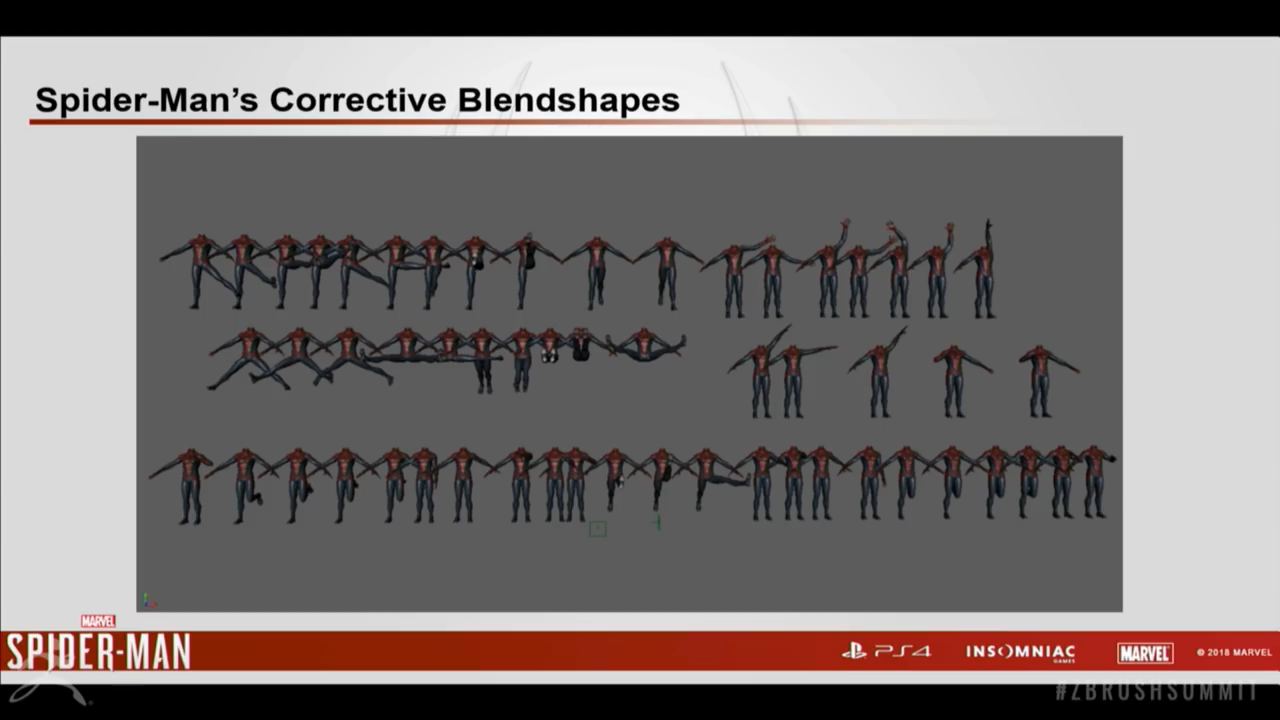 Spider-Man's Corrective Blendshapes
MARVEL
SPIDER-MAN
PS4
INSOMNIAC
GAMES
MARVEL
© 2018 MARVEL
#ZBRUSHSUMMIT